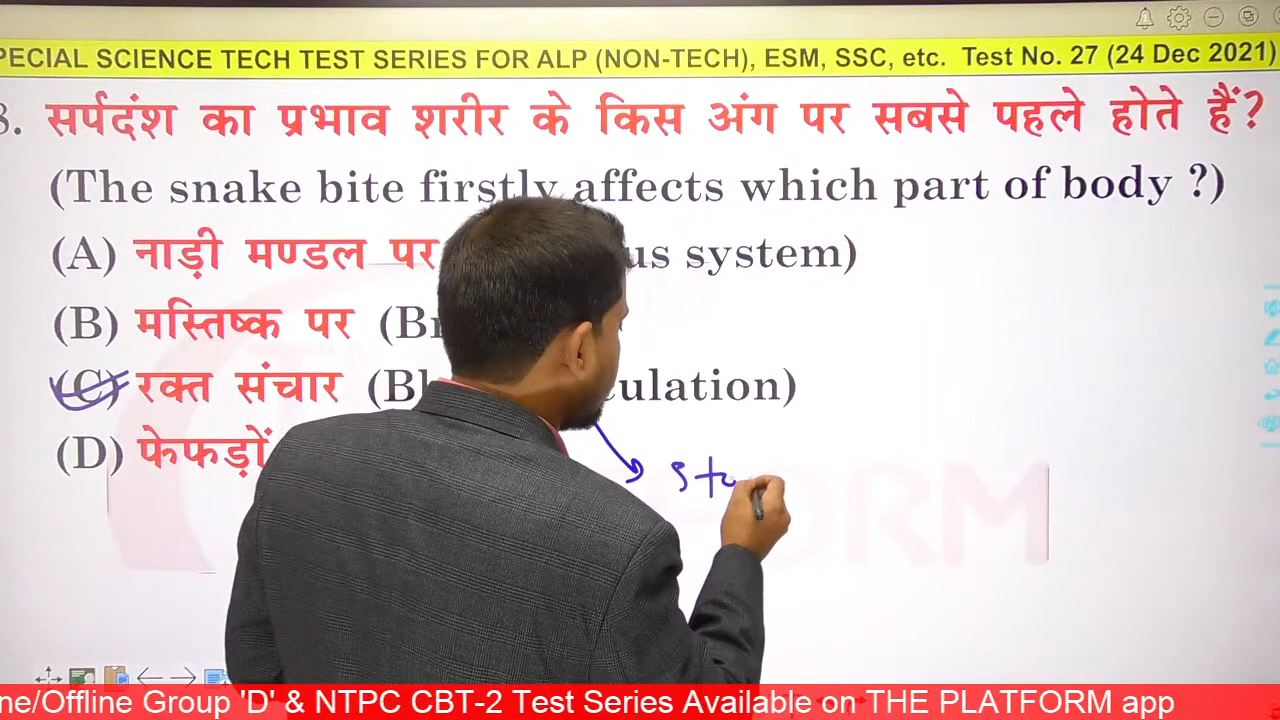 PECIAL SCIENCE TECH TEST SERIES FOR ALP (NON-TECH), ESM, SSC, etc. Test No. 27 (24 Dec 2021)
8. सर्पदंश का प्रभाव शरीर के किस अंग पर सबसे पहले होते हैं?
(The snake bite firstly affects which part of body ?)
(A) नाड़ी मण्डल पर us system)
(B) मस्तिष्क पर (Br
(C) रक्त संचार (Bl culation)
(D) फेफड़ों
ORM
ne/Offline Group 'D' & NTPC CBT-2 Test Series Available on THE PLATFORM app